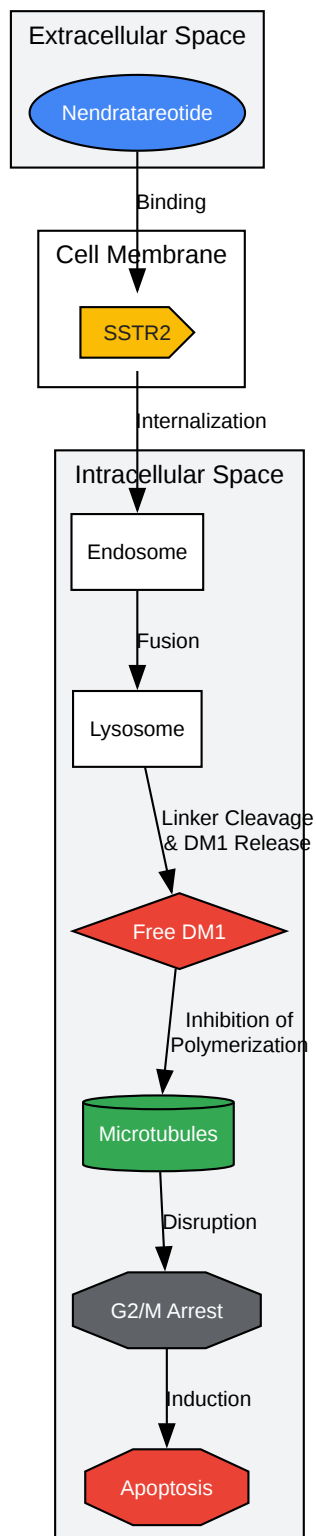 Extracellular Space
Nendratareotide
Binding
Cell Membrane
SSTR2
Internalization
Intracellular Space
Endosome
Fusion
Lysosome
Linker Cleavage
& DM1 Release
Free DM1
Inhibition of
Polymerization
Microtubules
Disruption
G2/M Arrest
Induction
Apoptosis